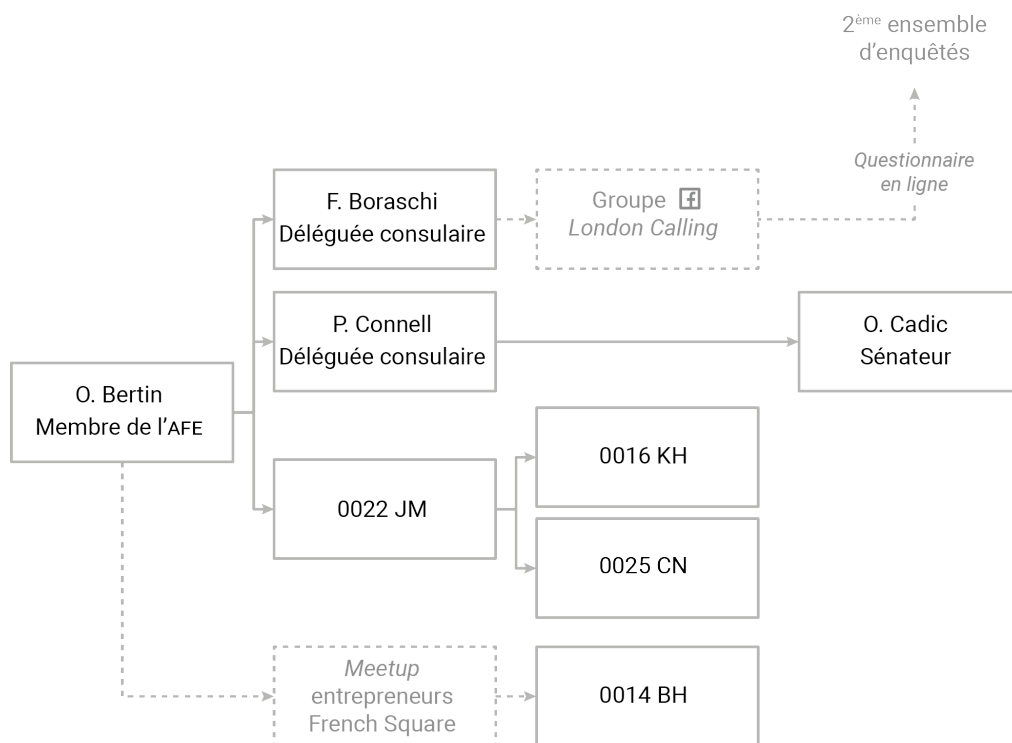 2ème ensemble
d'enquêtés
Questionnaire
en ligne
F. Boraschi
Déléguée consulaire
Groupe
London Calling
P. Connell
Déléguée consulaire
O. Cadic
Sénateur
O. Bertin
Membre de l'AFE
0022 JM
0016 KH
0025 CN
Meetup
entrepreneurs
French Square
0014 BH